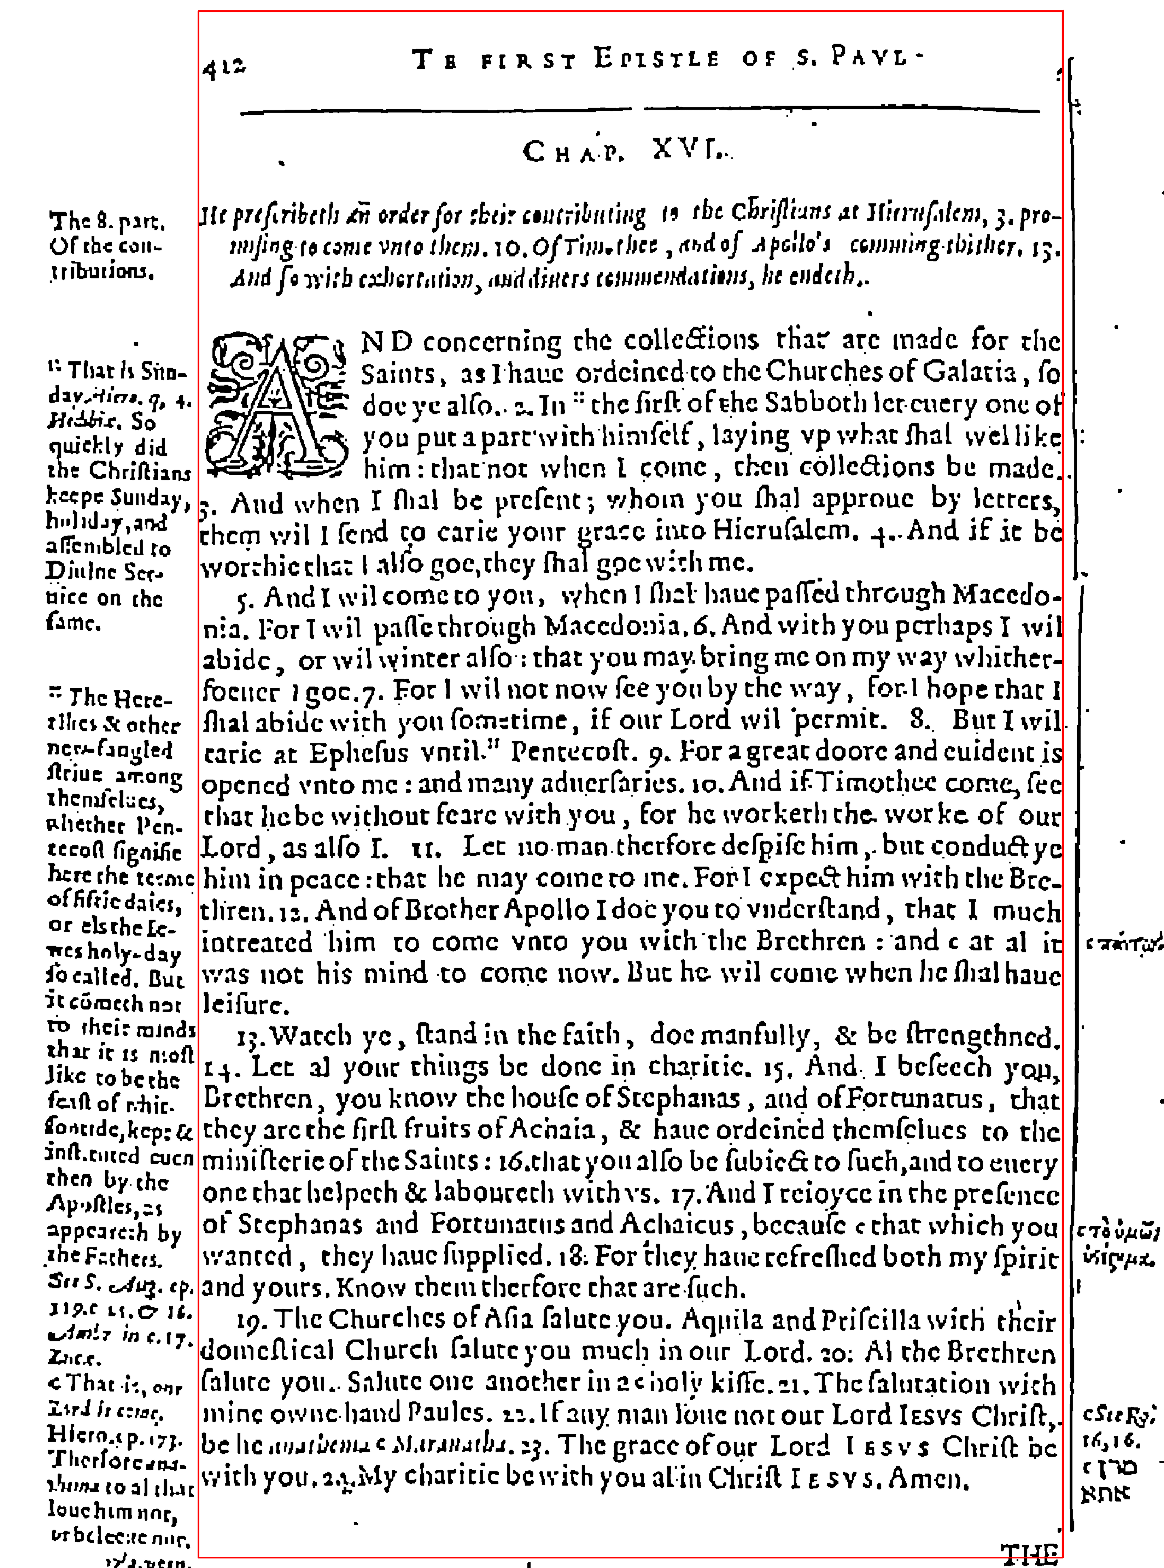 412 TE FIRST EPISTLE OF S. PAVL
CHAP. XVI.
He prescribeth an order for their contributing to the Christians at Hierusalem, 3. pro-
mising to come vnto them. 10. Of Timothee, and of Apollo's comming thither. 13.
And so with exhortation, and diuers commendations, he endeth.
AND concerning the collections that are made for the
Saints, as I haue ordeined to the Churches of Galatia, so
doe ye also. 2. In " the first of the Sabboth let euery one of
you put a part with himself, laying vp what shal wel like
him: that not when I come, then collections be made.
3. And when I shal be present; whom you shal approue by letters,
them wil I send to carie your grace into Hierusalem. 4. And if it be
worthie that I also goe, they shal goe with me.
5. And I wil come to you, when I shal haue passed through Macedo-
nia. For I wil passe through Macedonia. 6. And with you perhaps I wil
abide, or wil winter also: that you may bring me on my way whither-
soeuer I goe. 7. For I wil not now see you by the way, for I hope that I
shal abide with you some time, if our Lord wil permit. 8. But I wil
tarie at Ephesus vntil " Pentecost. 9. For a great doore and euident is
opened vnto me: and many aduersaries. 10. And if Timothee come, see
that he be without feare with you, for he worketh the worke of our
Lord, as also I. 11. Let no man therfore despise him, but conduct ye
him in peace: that he may come to me. For I expect him with the Bre-
thren. 12. And of Brother Apollo I doe you to vnderstand, that I much
intreated him to come vnto you with the Brethren: and c at al it
was not his mind to come now. But he wil come when he shal haue
leisure.
13. Watch ye, stand in the faith, doe manfully, & be strengthned.
14. Let al your things be done in charitie. 15. And I beseech you,
Brethren, you know the house of Stephanas, and of Fortunatus, that
they are the first fruits of Achaia, & haue ordeined themselues to the
ministerie of the Saints: 16. that you also be subiect to such, and to euery
one that helpeth & laboureth with vs. 17. And I reioyce in the presence
of Stephanas and Fortunatus and Achaicus, because c that which you
wanted, they haue supplied. 18. For they haue refreshed both my spirit
and yours. Know them therfore that are such.
19. The Churches of Asia salute you. Aquila and Priscilla with their
domestical Church salute you much in our Lord. 20. Al the Brethren
salute you. Salute one another in a c holy kisse. 21. The salutation with
mine owne hand Paules. 22. If any man loue not our Lord IESVS Christ,
be he anathema c Maranatha. 23. The grace of our Lord IESVS Christ be
with you. 24. My charitie be with you al in Christ IESVS. Amen.
THE
The 8. part.
Of the con-
tributions.
" That is Sun-
day. Hiero. q. 4.
Hedibiæ. So
quickly did
the Christians
keepe Sunday,
holiday, and
assembled to
Diuine Ser-
uice on the
same.
" The Here-
tikes & other
new-fangled
striue among
themselues,
whether Pen-
tecost signifie
here the terme
of fiftie daies,
or els the Ie-
wes holy-day
so called. But
it cōmeth not
to their minds
that it is most
like to be the
feast of whit-
sontide, kept &
instituted euen
then by the
Apostles, as
appeareth by
the Fathers.
See S. Aug. ep.
119. c 15. & 16.
Ambr in c. 17.
Lucæ.
c That is, our
Lord is come.
Hiero. ep. 137.
Therfore ana-
thema to al that
loue him not,
or beleeue not.
c πάντως
c τὸ ὑμῶν
ὑστέρημα.
c See Rom.
16, 16.
c מרן
אתא